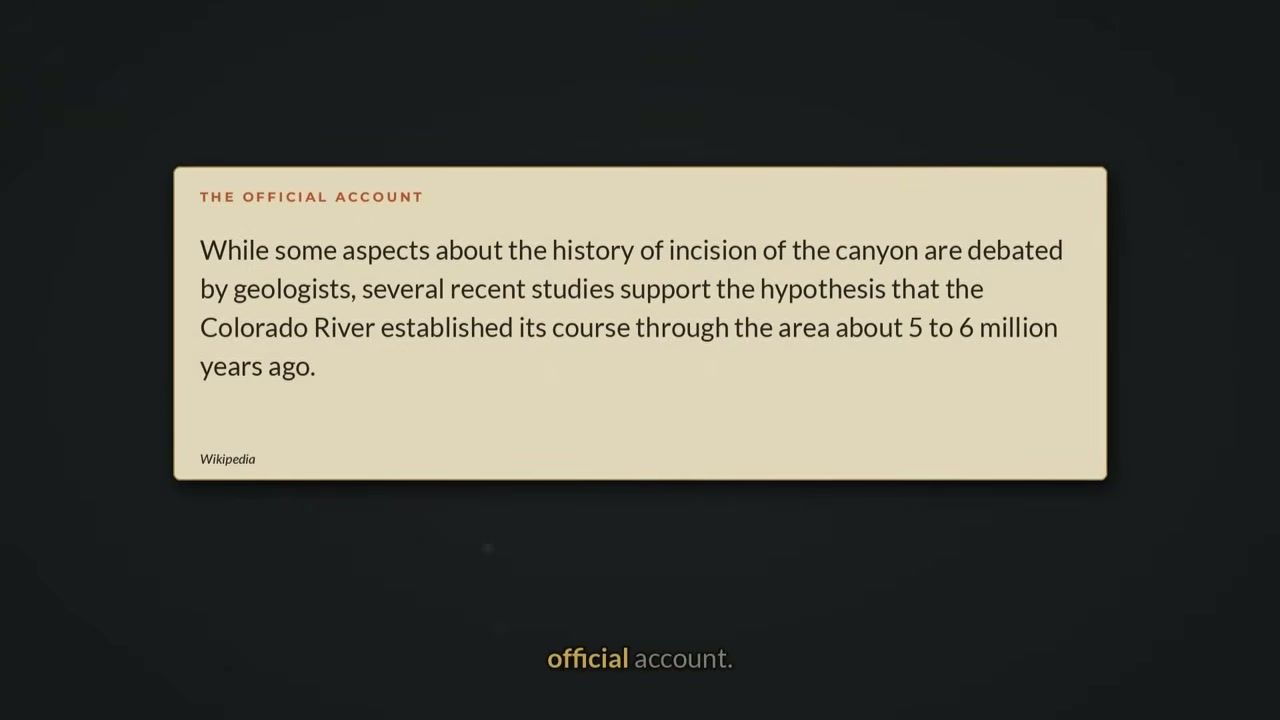 THE OFFICIAL ACCOUNT
While some aspects about the history of incision of the canyon are debated
by geologists, several recent studies support the hypothesis that the
Colorado River established its course through the area about 5 to 6 million
years ago.
Wikipedia
official account.